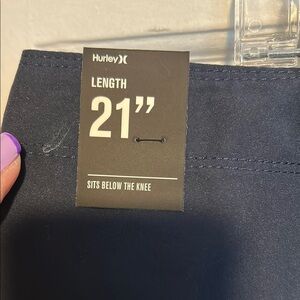 Hurley
LENGTH
21”
SITS BELOW THE KNEE